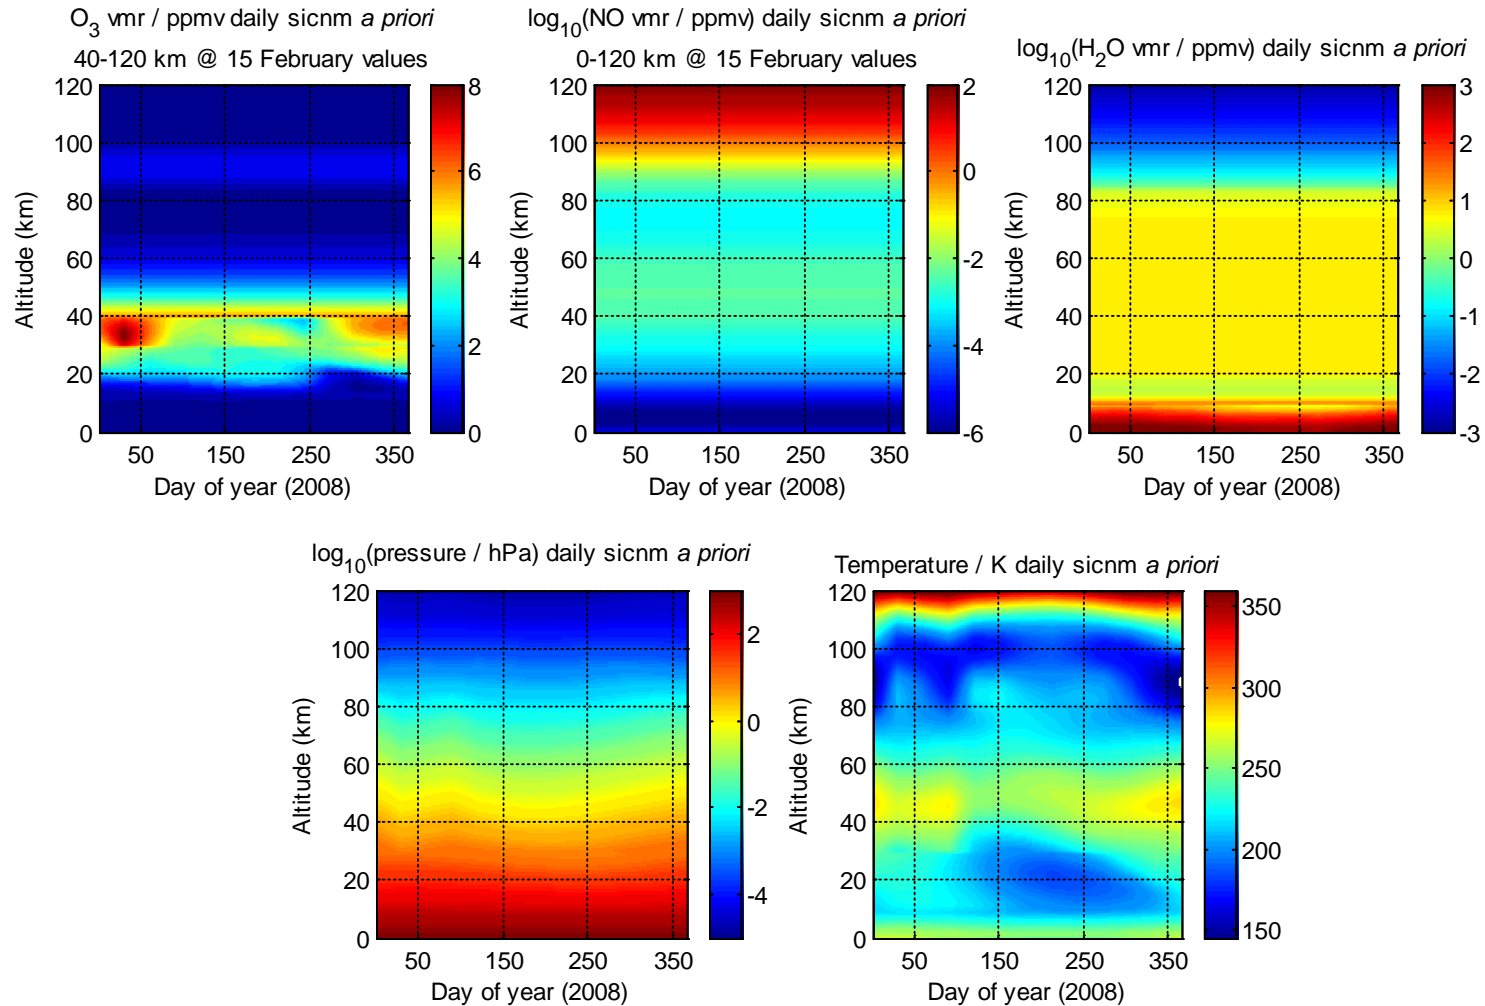 O3 vmr / ppmv daily sicnm a priori
40-120 km @ 15 February values
120
100
80
60
40
20
0
Altitude (km)
50 150 250 350
Day of year (2008)
8
6
4
2
0
log10(NO vmr / ppmv) daily sicnm a priori
0-120 km @ 15 February values
120
100
80
60
40
20
0
Altitude (km)
50 150 250 350
Day of year (2008)
2
0
-2
-4
-6
log10(H2O vmr / ppmv) daily sicnm a priori
120
100
80
60
40
20
0
Altitude (km)
50 150 250 350
Day of year (2008)
3
2
1
0
-1
-2
-3
log10(pressure / hPa) daily sicnm a priori
120
100
80
60
40
20
0
Altitude (km)
50 150 250 350
Day of year (2008)
2
0
-2
-4
Temperature / K daily sicnm a priori
120
100
80
60
40
20
0
Altitude (km)
50 150 250 350
Day of year (2008)
350
300
250
200
150